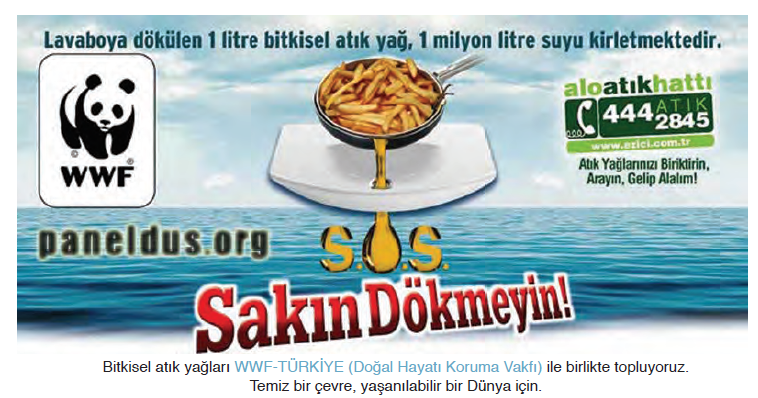 Lavaboya dökülen 1 litre bitkisel atık yağ, 1 milyon litre suyu kirletmektedir.
WWF
aloatıkhattı
444 ATIK 2845
www.ezici.com.tr
Atık Yağlarınızı Biriktirin,
Arayın, Gelip Alalım!
paneldus.org
S.O.S.
Sakın Dökmeyin!
Bitkisel atık yağları WWF-TÜRKİYE (Doğal Hayatı Koruma Vakfı) ile birlikte topluyoruz.
Temiz bir çevre, yaşanılabilir bir Dünya için.